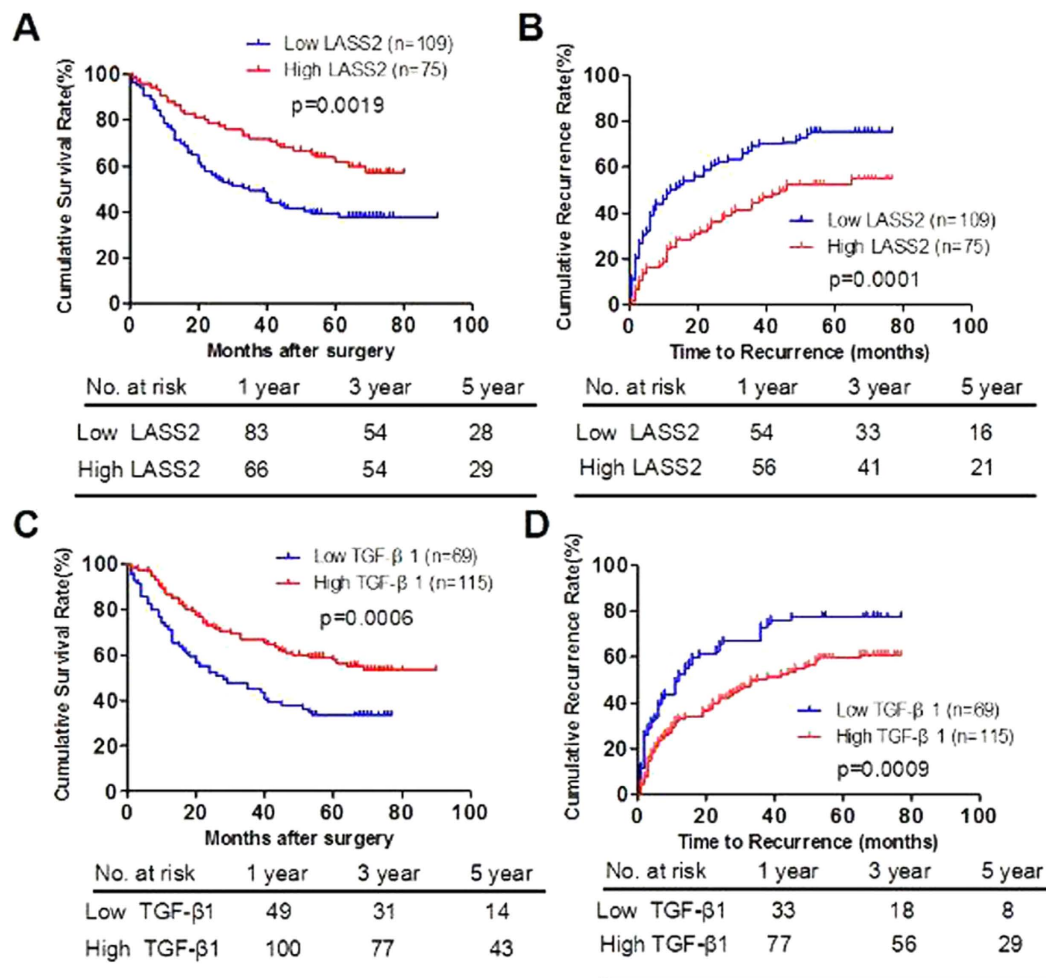 A
Low LASS2 (n=109)
High LASS2 (n=75)
p=0.0019
Cumulative Survival Rate(%)
100
80
60
40
20
0
0 20 40 60 80 100
Months after surgery
No. at risk 1 year 3 year 5 year
Low LASS2 83 54 28
High LASS2 66 54 29
B
Cumulative Recurrence Rate(%)
100
80
60
40
20
0
Low LASS2 (n=109)
High LASS2 (n=75)
p=0.0001
0 20 40 60 80 100
Time to Recurrence (months)
No. at risk 1 year 3 year 5 year
Low LASS2 54 33 16
High LASS2 56 41 21
C
Low TGF-β 1 (n=69)
High TGF-β 1 (n=115)
p=0.0006
Cumulative Survival Rate(%)
100
80
60
40
20
0
0 20 40 60 80 100
Months after surgery
No. at risk 1 year 3 year 5 year
Low TGF-β1 49 31 14
High TGF-β1 100 77 43
D
Cumulative Recurrence Rate(%)
100
80
60
40
20
0
Low TGF-β 1 (n=69)
High TGF-β 1 (n=115)
p=0.0009
0 20 40 60 80 100
Time to Recurrence (months)
No. at risk 1 year 3 year 5 year
Low TGF-β1 33 18 8
High TGF-β1 77 56 29